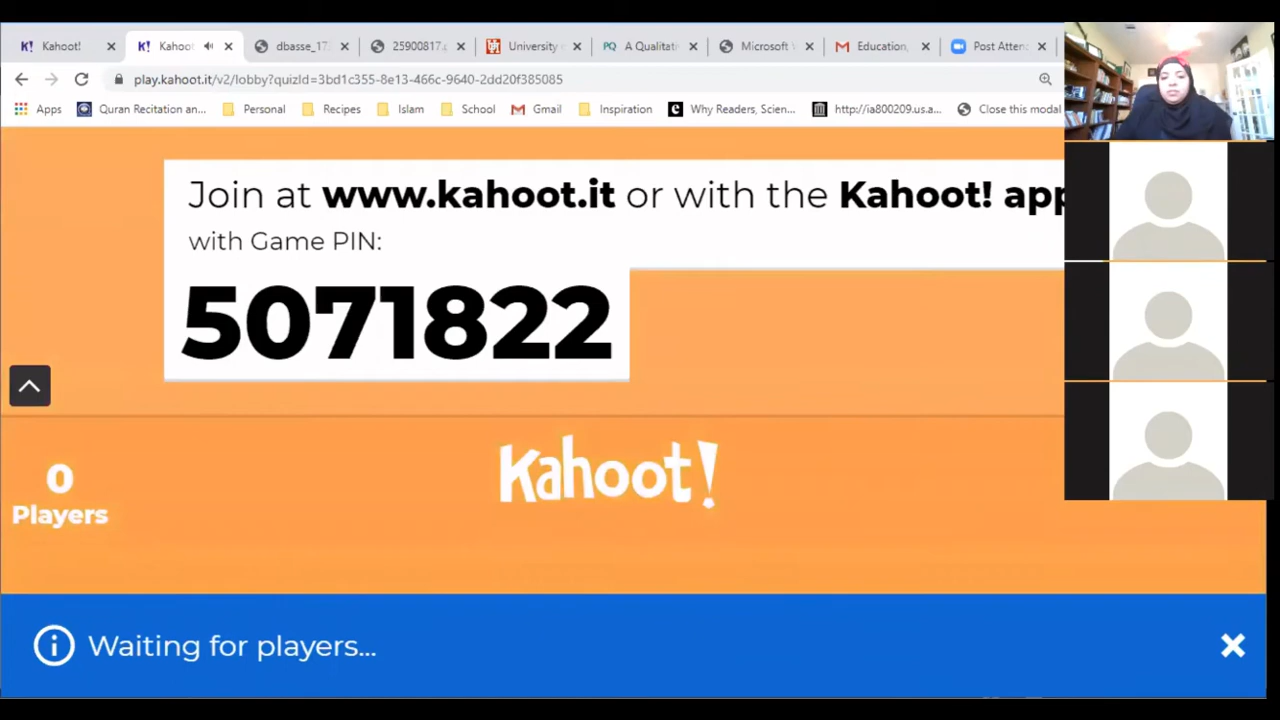 Kahoot!
Kahoot
dbasse_17
25900817.
University
A Qualitati
Microsoft
Education,
Post Atten
play.kahoot.it/v2/lobby?quizId=3bd1c355-8e13-466c-9640-2dd20f385085
Apps
Quran Recitation an...
Personal
Recipes
Islam
School
Gmail
Inspiration
Why Readers, Scien...
http://ia800209.us.a...
Close this modal
Join at www.kahoot.it or with the Kahoot! app
with Game PIN:
5071822
0
Players
Kahoot!
Waiting for players...